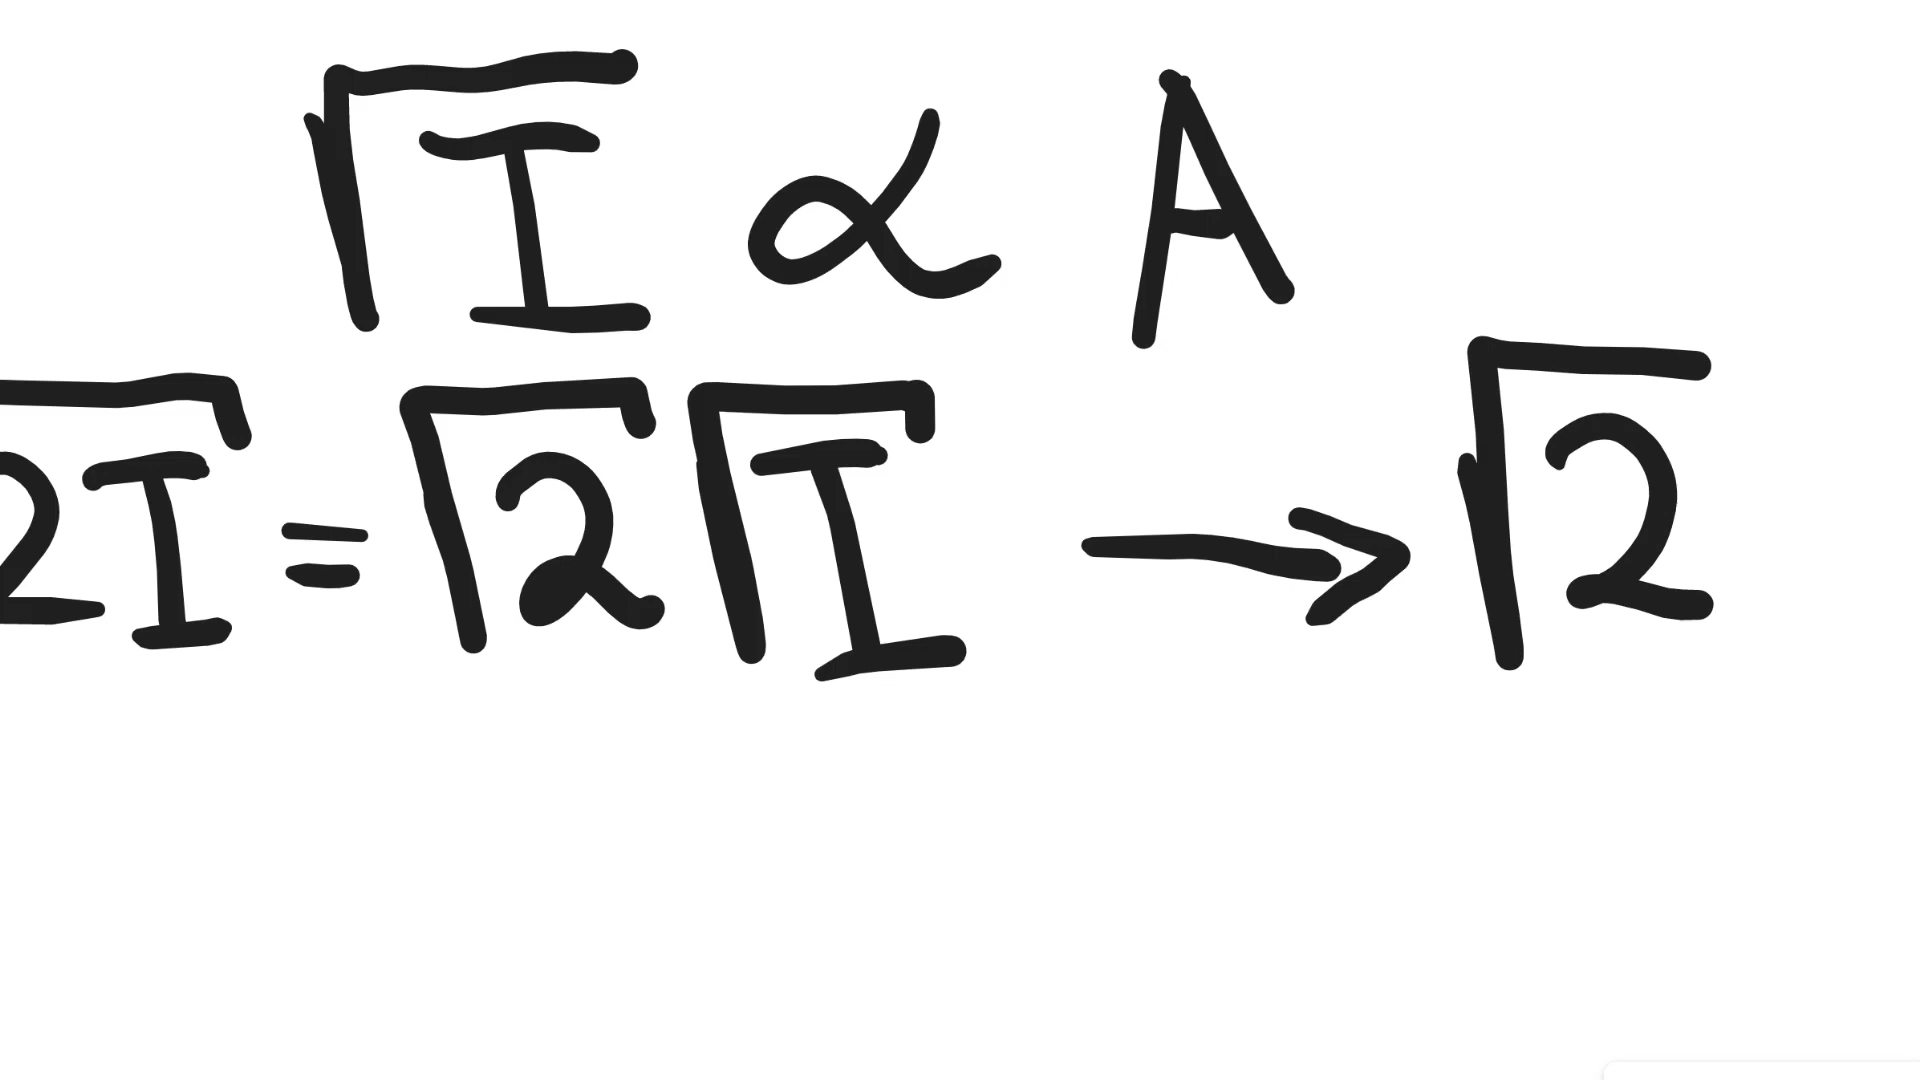 √I ∝ A
√2I = √2 √I → √2